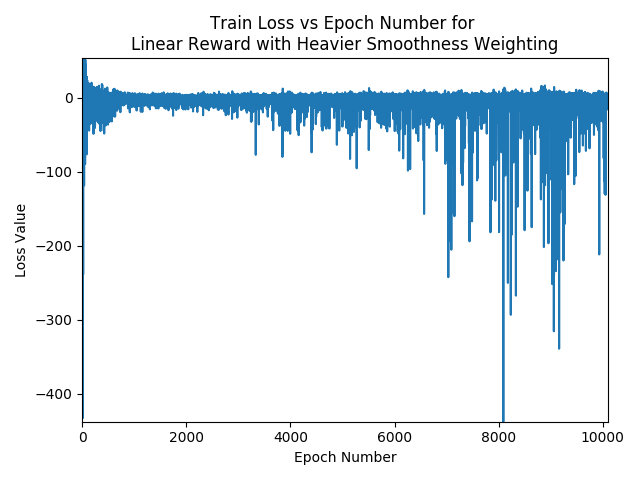 Train Loss vs Epoch Number for
Linear Reward with Heavier Smoothness Weighting
Loss Value
0
−100
−200
−300
−400
0 2000 4000 6000 8000 10000
Epoch Number